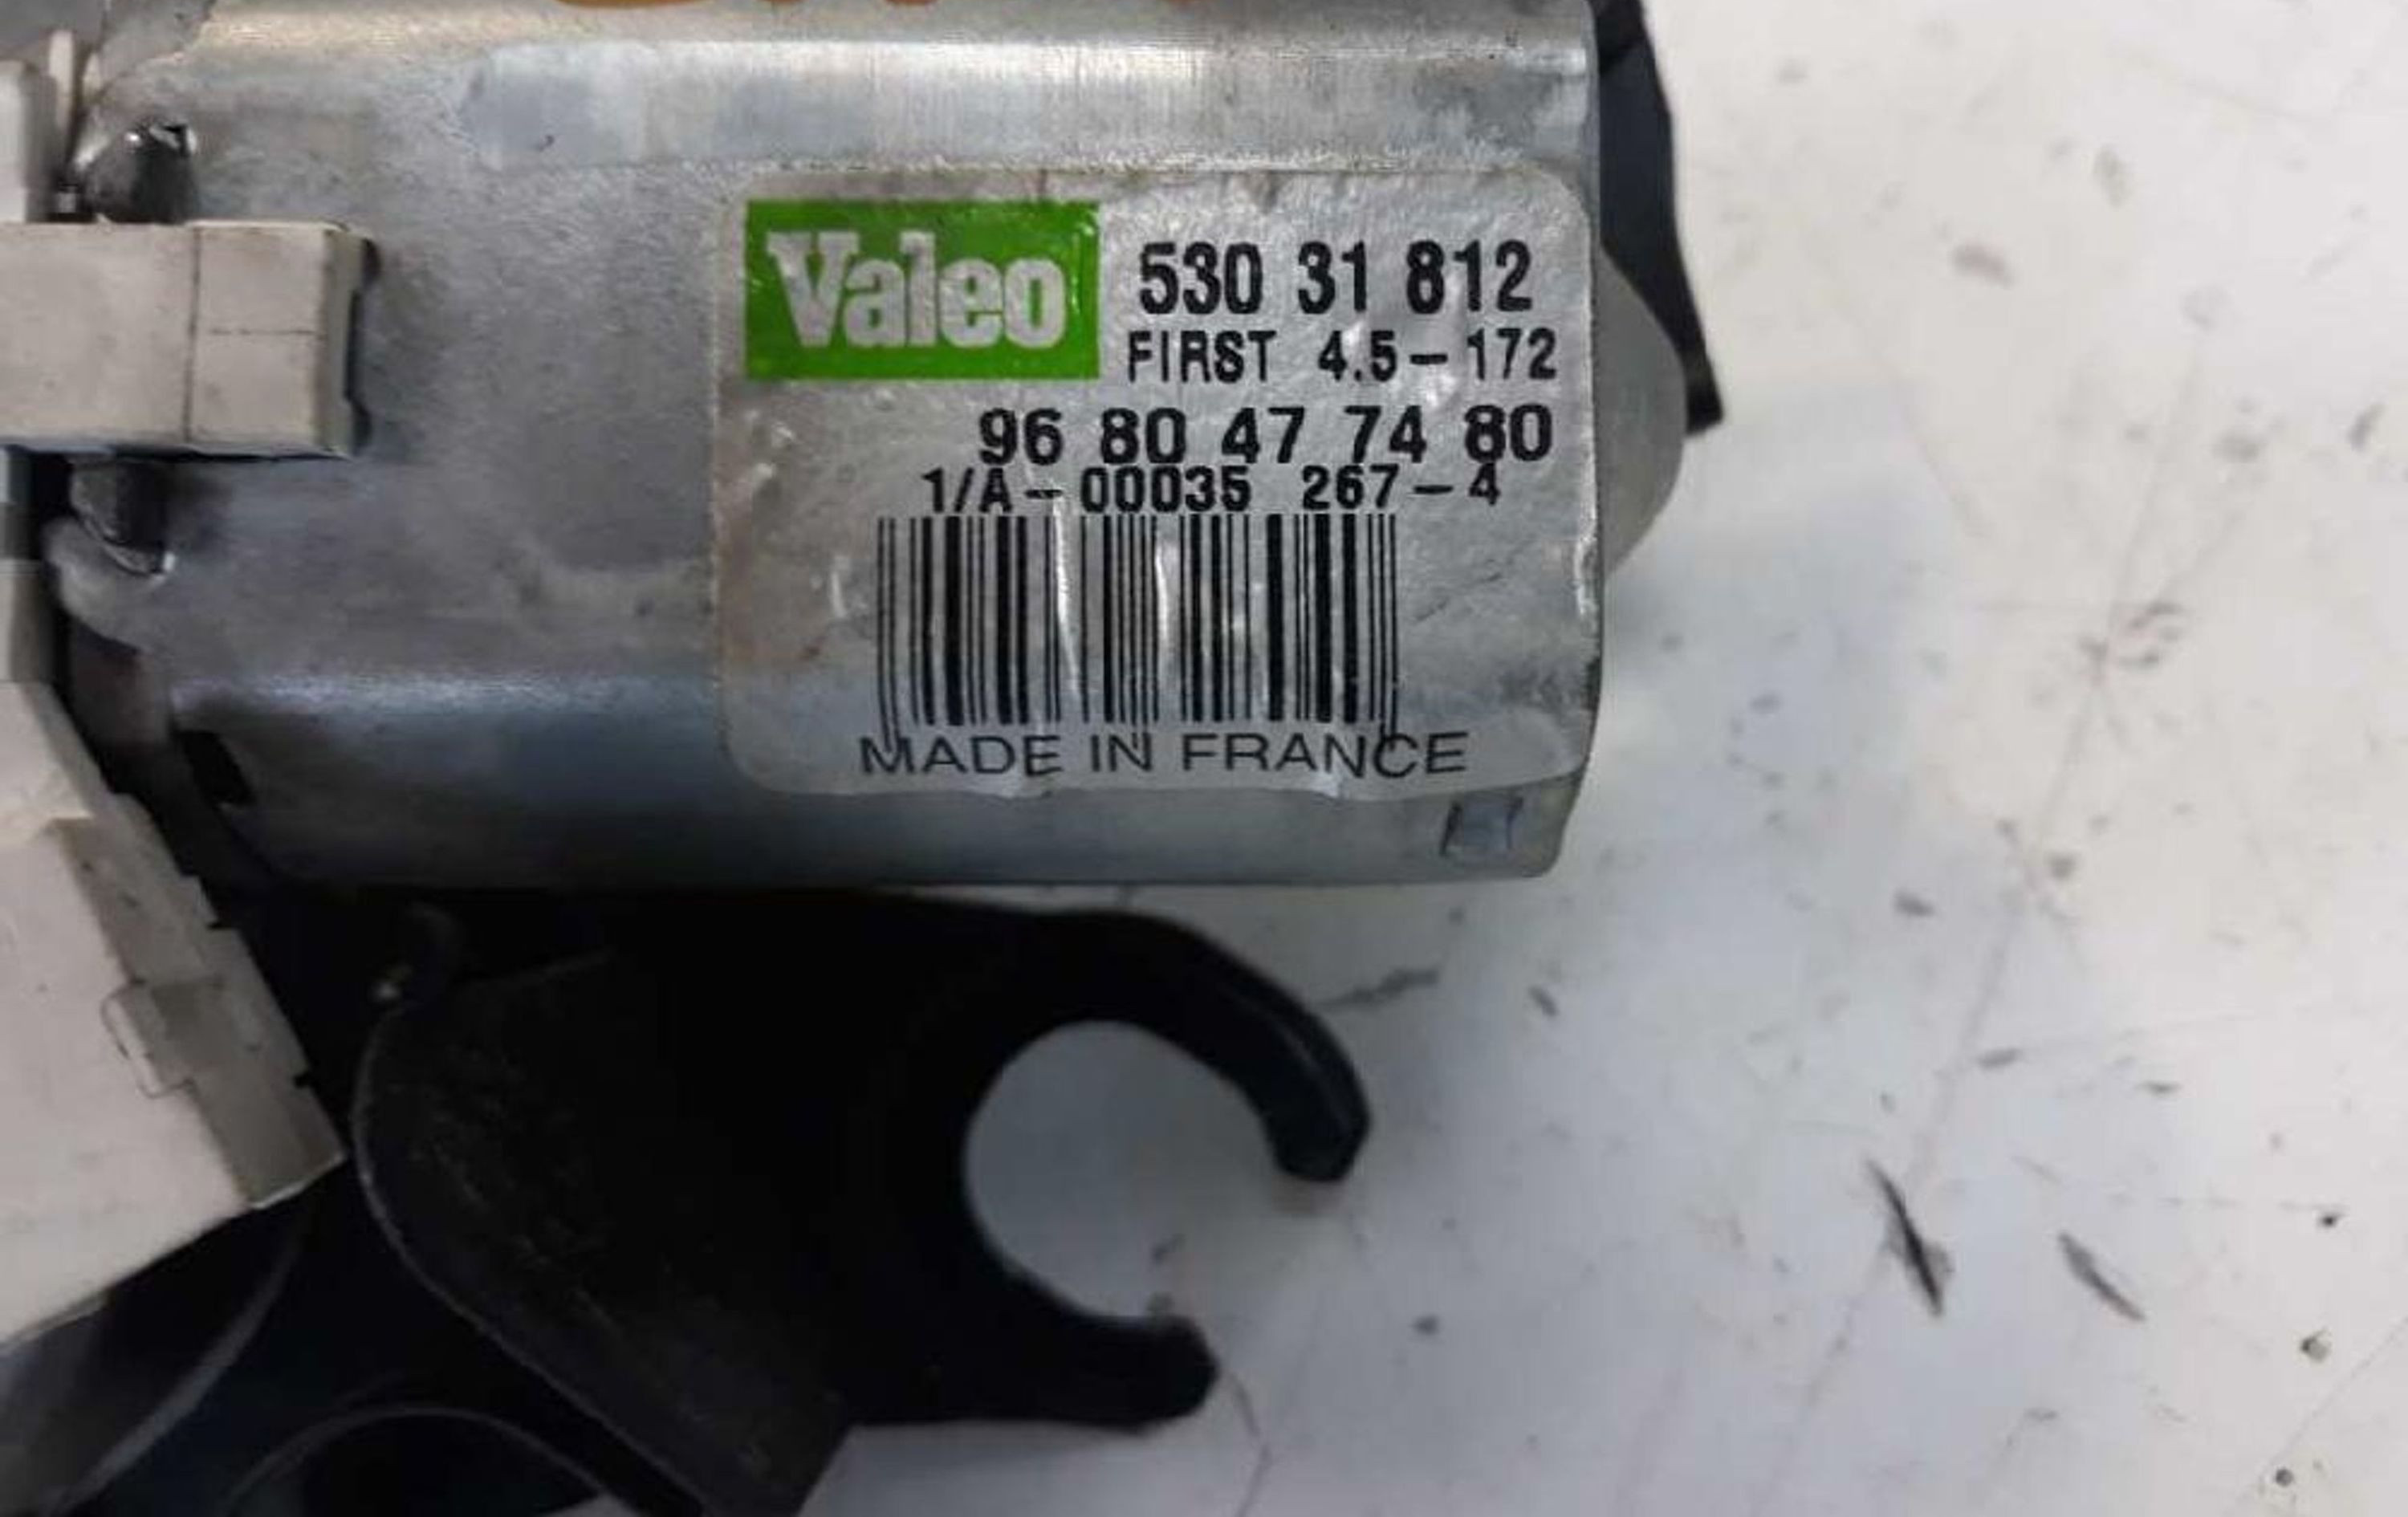 Valeo
530 31 812
FIRST 4.5-172
96 80 47 74 80
1/A-00035 267-4
MADE IN FRANCE